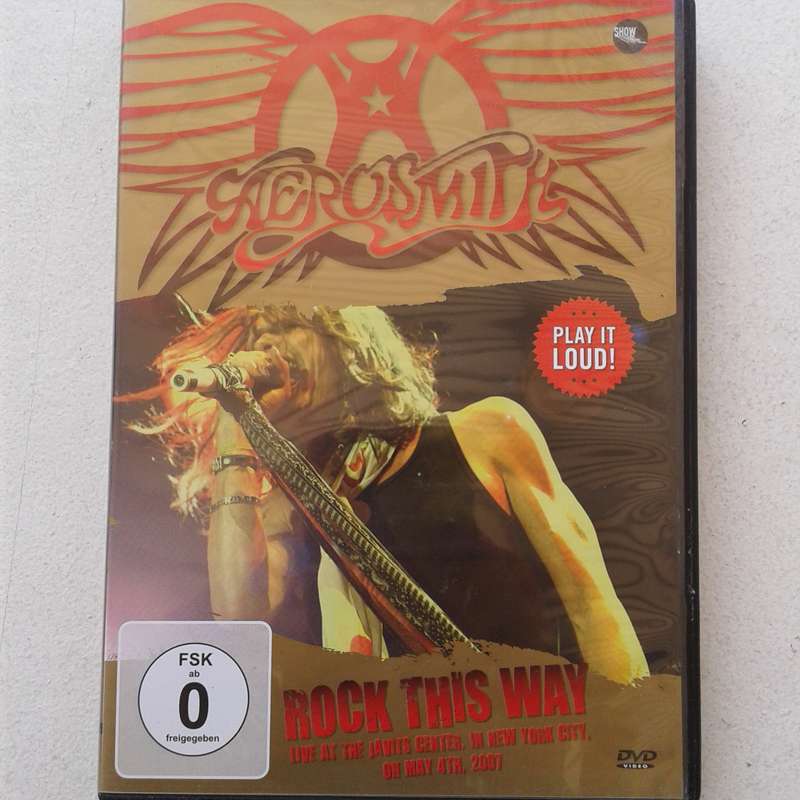 SHOW
AEROSMITH
PLAY IT
LOUD!
FSK
ab
0
freigegeben
ROCK THIS WAY
LIVE AT THE JAVITS CENTER, IN NEW YORK CITY,
ON MAY 4TH, 2007
DVD
VIDEO